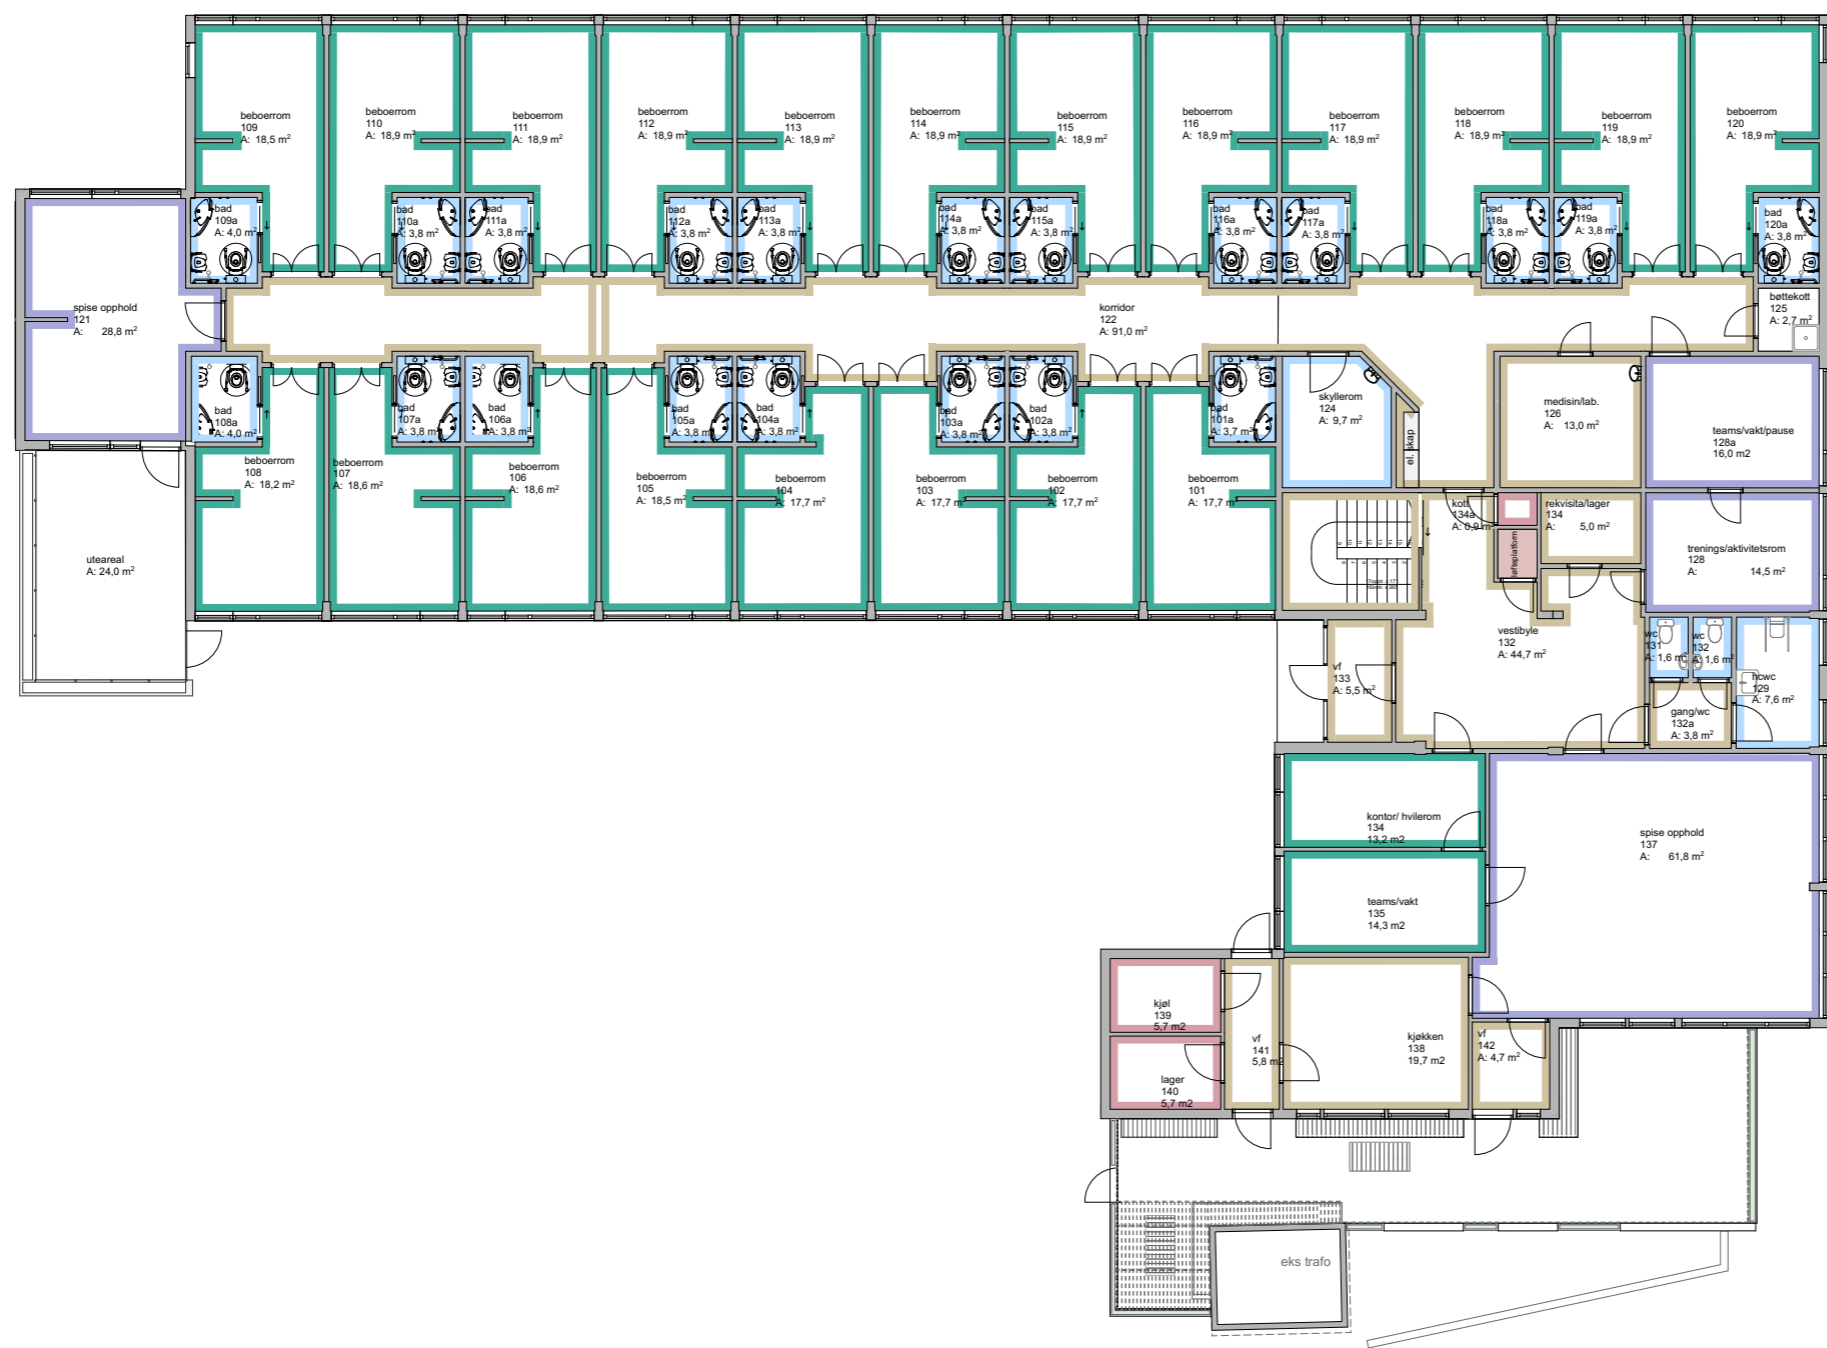 beboerrom
109
A: 18,5 m²
beboerrom
110
A: 18,9 m²
beboerrom
111
A: 18,9 m²
beboerrom
112
A: 18,9 m²
beboerrom
113
A: 18,9 m²
beboerrom
114
A: 18,9 m²
beboerrom
115
A: 18,9 m²
beboerrom
116
A: 18,9 m²
beboerrom
117
A: 18,9 m²
beboerrom
118
A: 18,9 m²
beboerrom
119
A: 18,9 m²
beboerrom
120
A: 18,9 m²
bad
109a
A: 4,0 m²
bad
110a
A: 3,8 m²
bad
111a
A: 3,8 m²
bad
112a
A: 3,8 m²
bad
113a
A: 3,8 m²
bad
114a
A: 3,8 m²
bad
115a
A: 3,8 m²
bad
116a
A: 3,8 m²
bad
117a
A: 3,8 m²
bad
118a
A: 3,8 m²
bad
119a
A: 3,8 m²
bad
120a
A: 3,8 m²
spise opphold
121
A: 28,8 m²
korridor
122
A: 91,0 m²
bøttekott
125
A: 2,7 m²
bad
108a
A: 4,0 m²
bad
107a
A: 3,8 m²
bad
106a
A: 3,8 m²
bad
105a
A: 3,8 m²
bad
104a
A: 3,8 m²
bad
103a
A: 3,8 m²
bad
102a
A: 3,8 m²
bad
101a
A: 3,7 m²
skyllerom
124
A: 9,7 m²
el. skap
medisin/lab.
126
A: 13,0 m²
teams/vakt/pause
128a
16,0 m2
beboerrom
108
A: 18,2 m²
beboerrom
107
A: 18,6 m²
beboerrom
106
A: 18,6 m²
beboerrom
105
A: 18,5 m²
beboerrom
104
A: 17,7 m²
beboerrom
103
A: 17,7 m²
beboerrom
102
A: 17,7 m²
beboerrom
101
A: 17,7 m²
kott
134a
A: 0,9 m²
rekvisita/lager
134
A: 5,0 m²
løfteplatform
trenings/aktivitetsrom
128
A: 14,5 m²
uteareal
A: 24,0 m²
vestibyle
132
A: 44,7 m²
wc
131
A: 1,6 m²
wc
132
A: 1,6 m²
hcwc
129
A: 7,6 m²
vf
133
A: 5,5 m²
gang/wc
132a
A: 3,8 m²
kontor/ hvilerom
134
13,2 m2
spise opphold
137
A: 61,8 m²
teams/vakt
135
14,3 m2
kjøl
139
5,7 m2
vf
141
5,8 m2
kjøkken
138
19,7 m2
vf
142
A: 4,7 m²
lager
140
5,7 m2
eks trafo